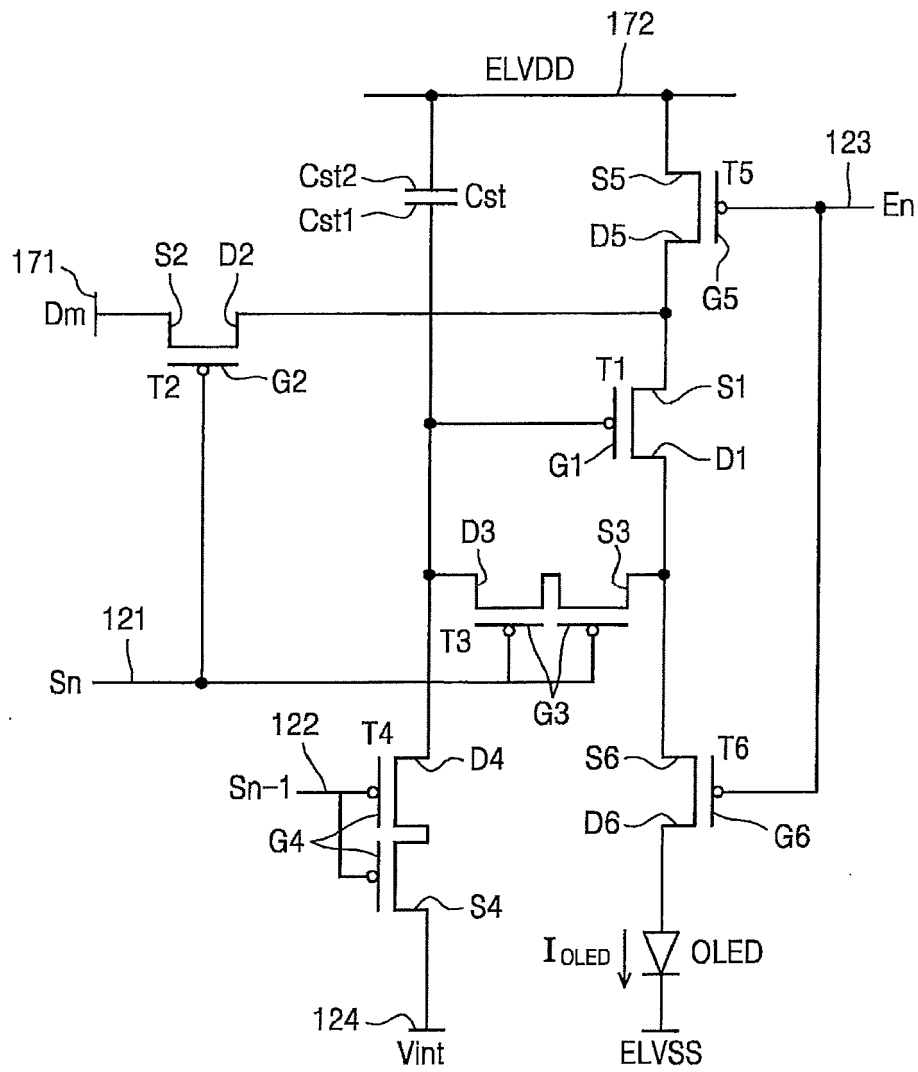 172
ELVDD
123
Cst2
Cst1
Cst
S5
T5
En
D5
G5
171
S2
D2
Dm
T2
G2
T1
S1
G1
D1
D3
S3
121
T3
Sn
G3
122
T4
Sn-1
D4
S6
T6
G4
D6
G6
S4
IOLED
OLED
124
Vint
ELVSS